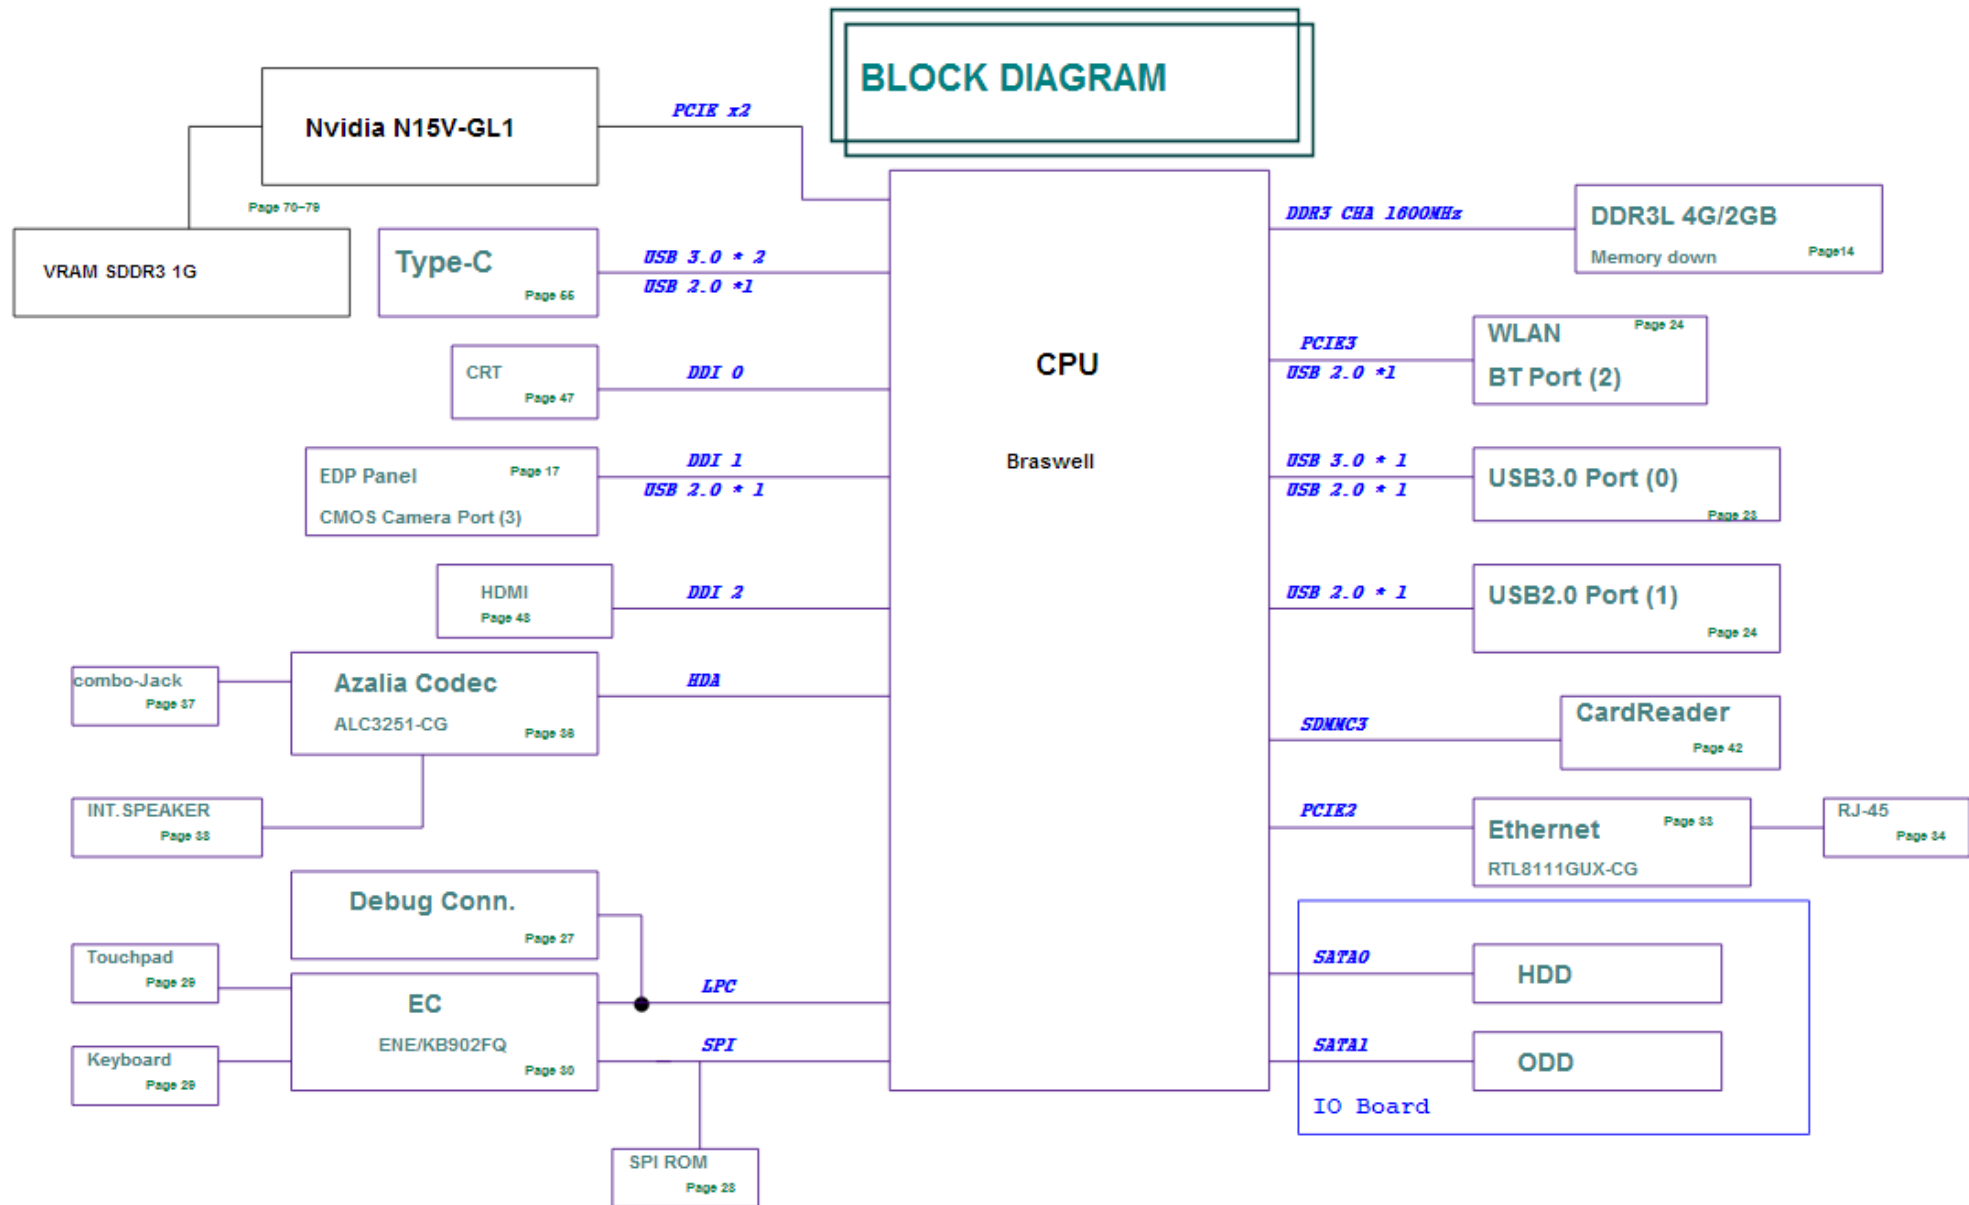 BLOCK DIAGRAM
Nvidia N15V-GL1
PCIE x2
Page 70~79
VRAM SDDR3 1G
Type-C
Page 55
USB 3.0 * 2
USB 2.0 *1
CRT
Page 47
DDI 0
EDP Panel
Page 17
CMOS Camera Port (3)
DDI 1
USB 2.0 * 1
HDMI
Page 48
DDI 2
combo-Jack
Page 37
Azalia Codec
ALC3251-CG
Page 36
HDA
INT.SPEAKER
Page 38
Debug Conn.
Page 27
Touchpad
Page 29
EC
ENE/KB902FQ
Page 30
LPC
SPI
Keyboard
Page 29
SPI ROM
Page 28
CPU
Braswell
DDR3 CHA 1600MHz
DDR3L 4G/2GB
Memory down
Page14
PCIE3
USB 2.0 *1
WLAN
Page 24
BT Port (2)
USB 3.0 * 1
USB 2.0 * 1
USB3.0 Port (0)
Page 23
USB 2.0 * 1
USB2.0 Port (1)
Page 24
SDMMC3
CardReader
Page 42
PCIE2
Ethernet
Page 33
RTL8111GUX-CG
RJ-45
Page 34
SATA0
HDD
SATA1
ODD
IO Board